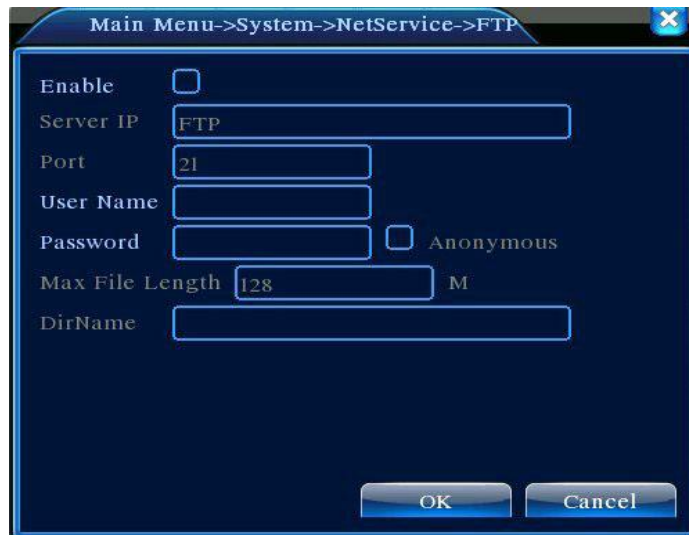 Main Menu->System->NetService->FTP
Enable
Server IP FTP
Port 21
User Name
Password Anonymous
Max File Length 128 M
DirName
OK Cancel